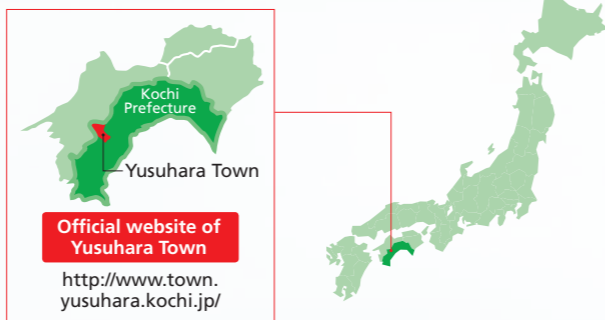 Kochi
Prefecture
Yusuhara Town
Official website of
Yusuhara Town
http://www.town.
yusuhara.kochi.jp/